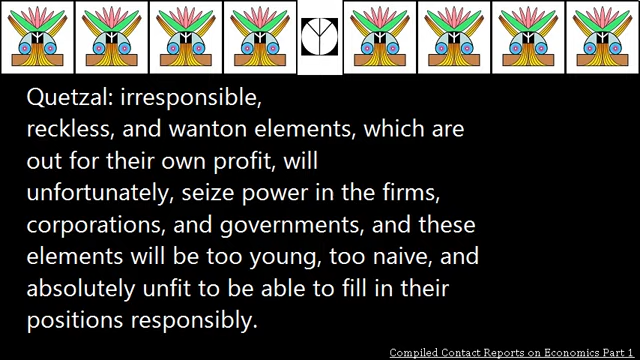 Quetzal: irresponsible,
reckless, and wanton elements, which are
out for their own profit, will
unfortunately, seize power in the firms,
corporations, and governments, and these
elements will be too young, too naive, and
absolutely unfit to be able to fill in their
positions responsibly.
Compiled Contact Reports on Economics Part 1